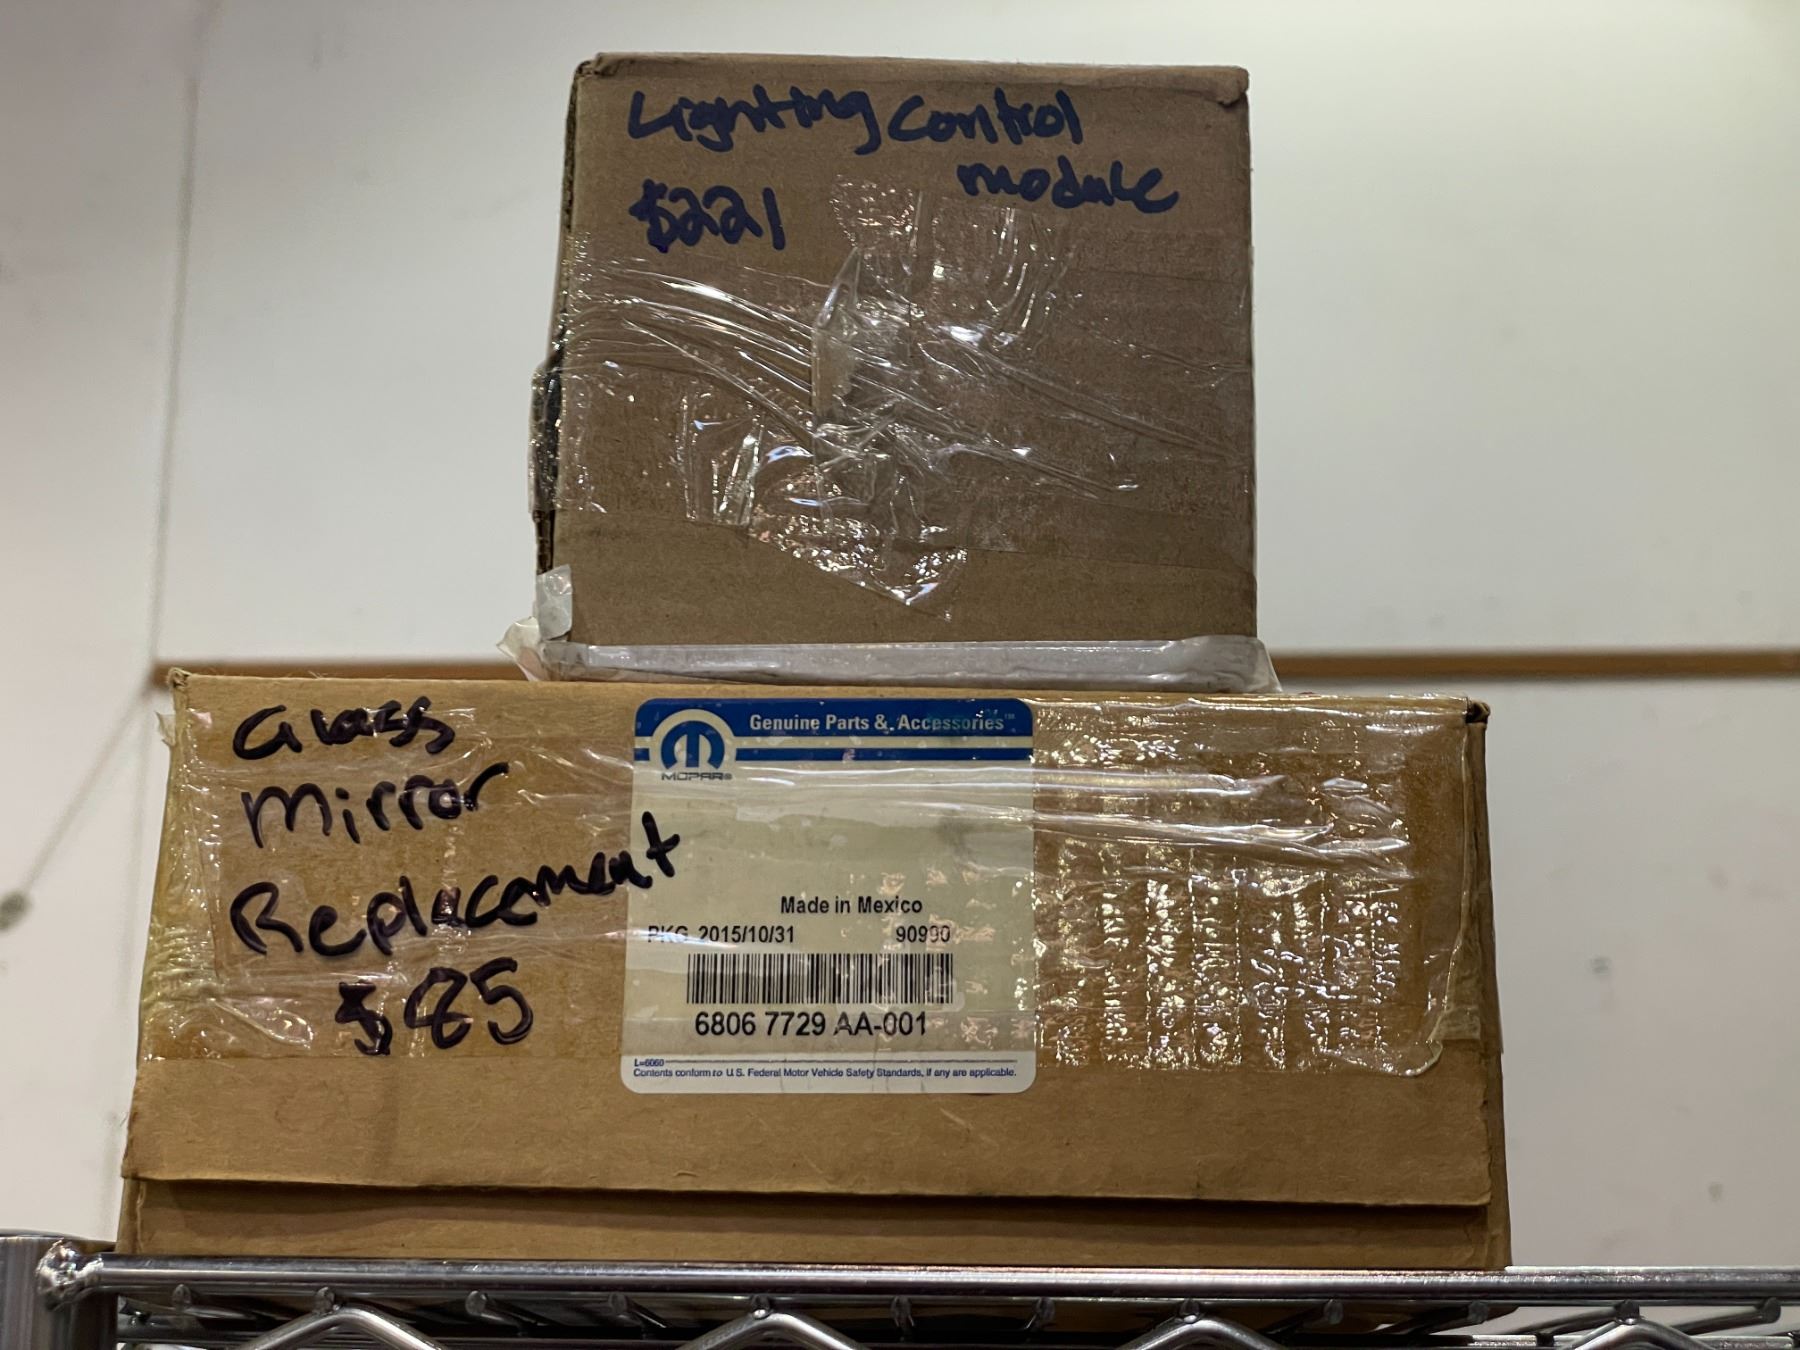 Lighting Control
module
$221
Glass
mirror
Replacement
$85
Genuine Parts & Accessories™
MOPAR®
Made in Mexico
PKG 2015/10/31 90990
6806 7729 AA-001
L=6060
Contents conform to U.S. Federal Motor Vehicle Safety Standards, if any are applicable.